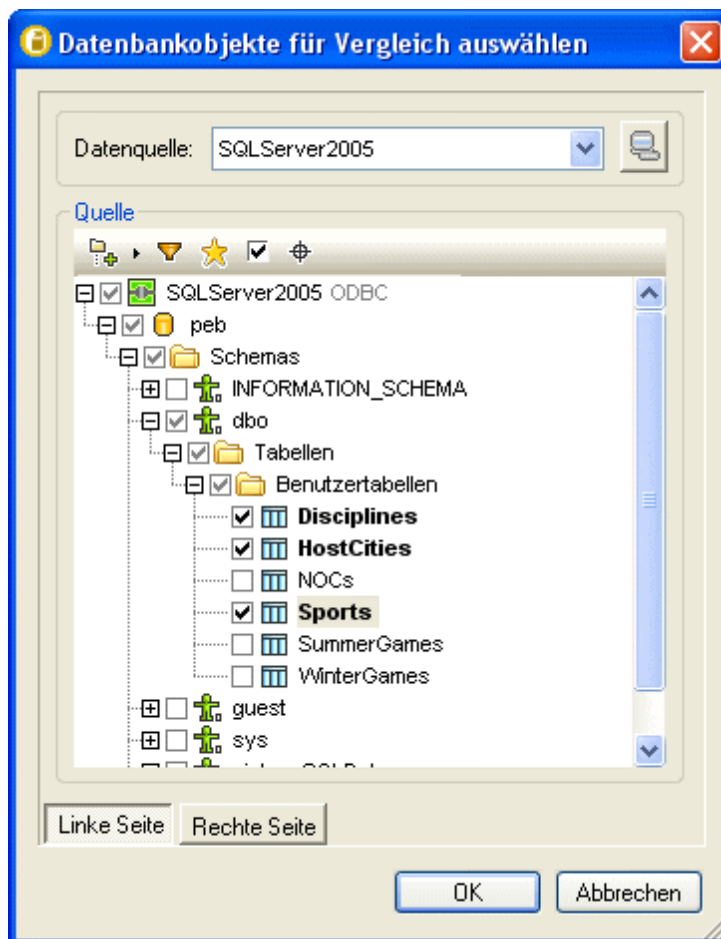 Datenbankobjekte für Vergleich auswählen
Datenquelle: SQLServer2005
Quelle
SQLServer2005 ODBC
peb
Schemas
INFORMATION_SCHEMA
dbo
Tabellen
Benutzertabellen
Disciplines
HostCities
NOCs
Sports
SummerGames
WinterGames
guest
sys
Linke Seite Rechte Seite
OK Abbrechen